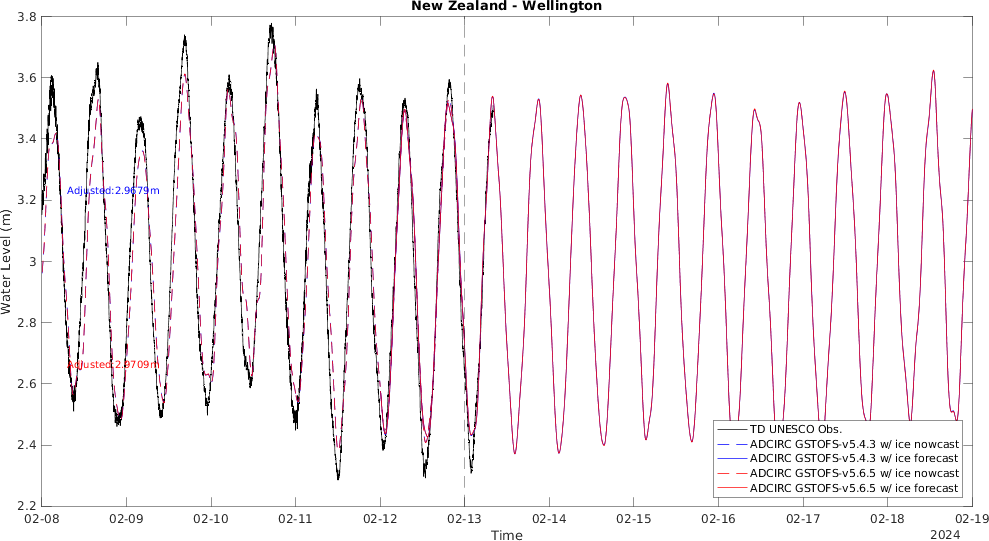 New Zealand - Wellington
3.8
3.6
3.4
3.2
3
2.8
2.6
2.4
2.2
Water Level (m)
Adjusted:2.9679m
Adjusted:2.9709m
TD UNESCO Obs.
ADCIRC GSTOFS-v5.4.3 w/ ice nowcast
ADCIRC GSTOFS-v5.4.3 w/ ice forecast
ADCIRC GSTOFS-v5.6.5 w/ ice nowcast
ADCIRC GSTOFS-v5.6.5 w/ ice forecast
02-08 02-09 02-10 02-11 02-12 02-13 02-14 02-15 02-16 02-17 02-18 02-19
Time
2024